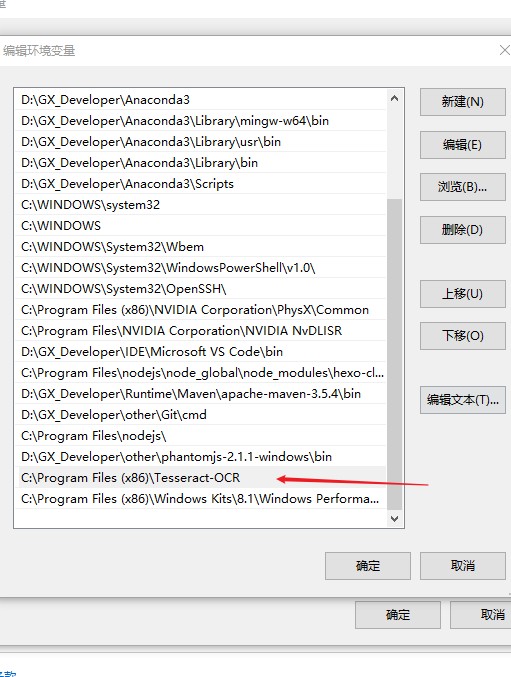 编辑环境变量
D:\GX_Developer\Anaconda3
D:\GX_Developer\Anaconda3\Library\mingw-w64\bin
D:\GX_Developer\Anaconda3\Library\usr\bin
D:\GX_Developer\Anaconda3\Library\bin
D:\GX_Developer\Anaconda3\Scripts
C:\WINDOWS\system32
C:\WINDOWS
C:\WINDOWS\System32\Wbem
C:\WINDOWS\System32\WindowsPowerShell\v1.0\
C:\WINDOWS\System32\OpenSSH\
C:\Program Files (x86)\NVIDIA Corporation\PhysX\Common
C:\Program Files\NVIDIA Corporation\NVIDIA NvDLISR
D:\GX_Developer\IDE\Microsoft VS Code\bin
C:\Program Files\nodejs\node_global\node_modules\hexo-cl...
D:\GX_Developer\Runtime\Maven\apache-maven-3.5.4\bin
D:\GX_Developer\other\Git\cmd
C:\Program Files\nodejs\
D:\GX_Developer\other\phantomjs-2.1.1-windows\bin
C:\Program Files (x86)\Tesseract-OCR
C:\Program Files (x86)\Windows Kits\8.1\Windows Performa...
新建(N)
编辑(E)
浏览(B)...
删除(D)
上移(U)
下移(O)
编辑文本(T)...
确定
取消
确定
取消